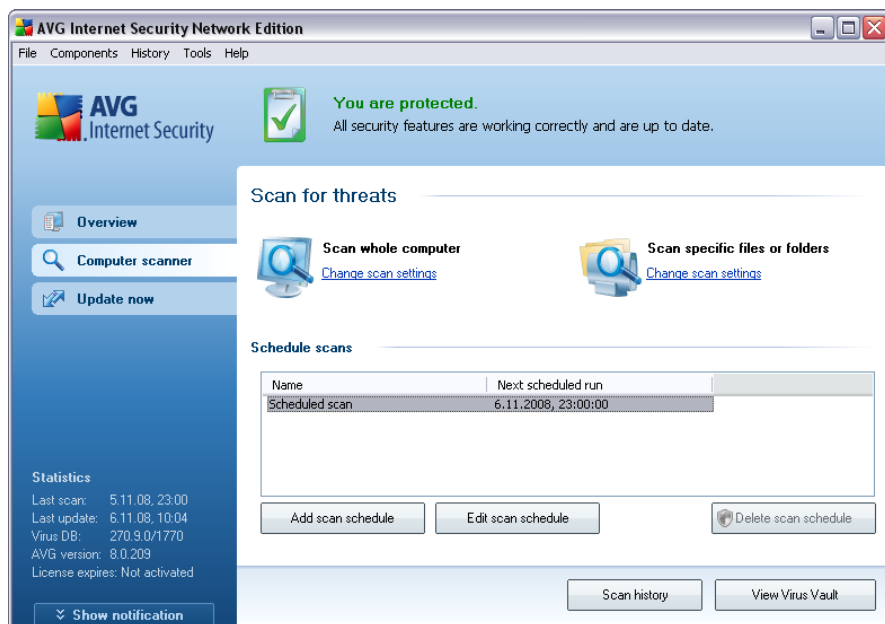 AVG Internet Security Network Edition
File Components History Tools Help
AVG
Internet Security
You are protected.
All security features are working correctly and are up to date.
Overview
Computer scanner
Update now
Scan for threats
Scan whole computer
Change scan settings
Scan specific files or folders
Change scan settings
Schedule scans
Name Next scheduled run
Scheduled scan 6.11.2008, 23:00:00
Add scan schedule Edit scan schedule Delete scan schedule
Statistics
Last scan: 5.11.08, 23:00
Last update: 6.11.08, 10:04
Virus DB: 270.9.0/1770
AVG version: 8.0.209
License expires: Not activated
Show notification
Scan history View Virus Vault